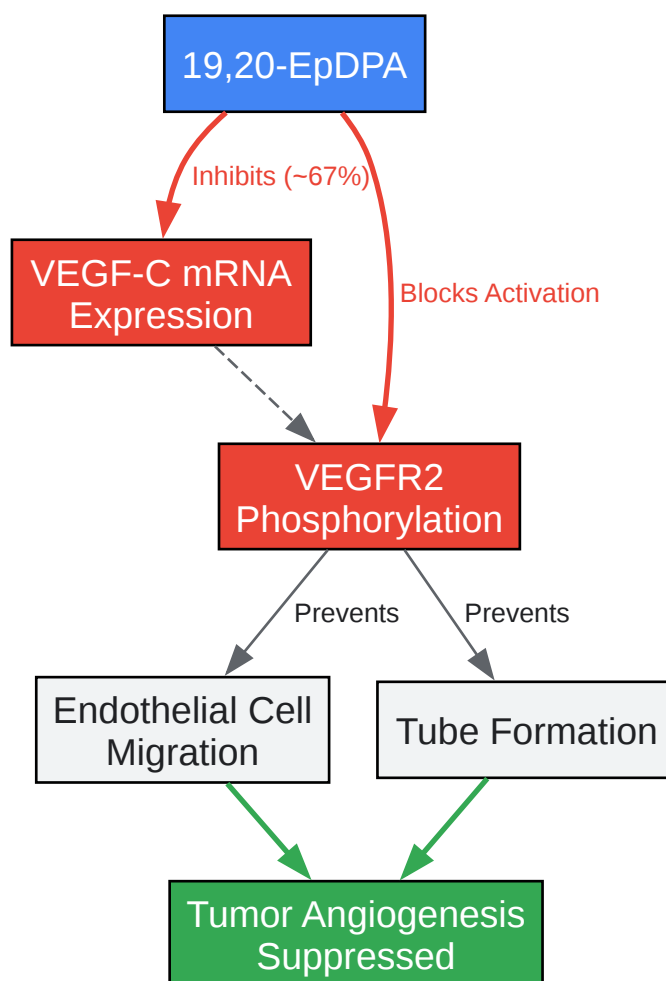 19,20-EpDPA
Inhibits (~67%)
VEGF-C mRNA
Expression
Blocks Activation
VEGFR2
Phosphorylation
Prevents
Prevents
Endothelial Cell
Migration
Tube Formation
Tumor Angiogenesis
Suppressed